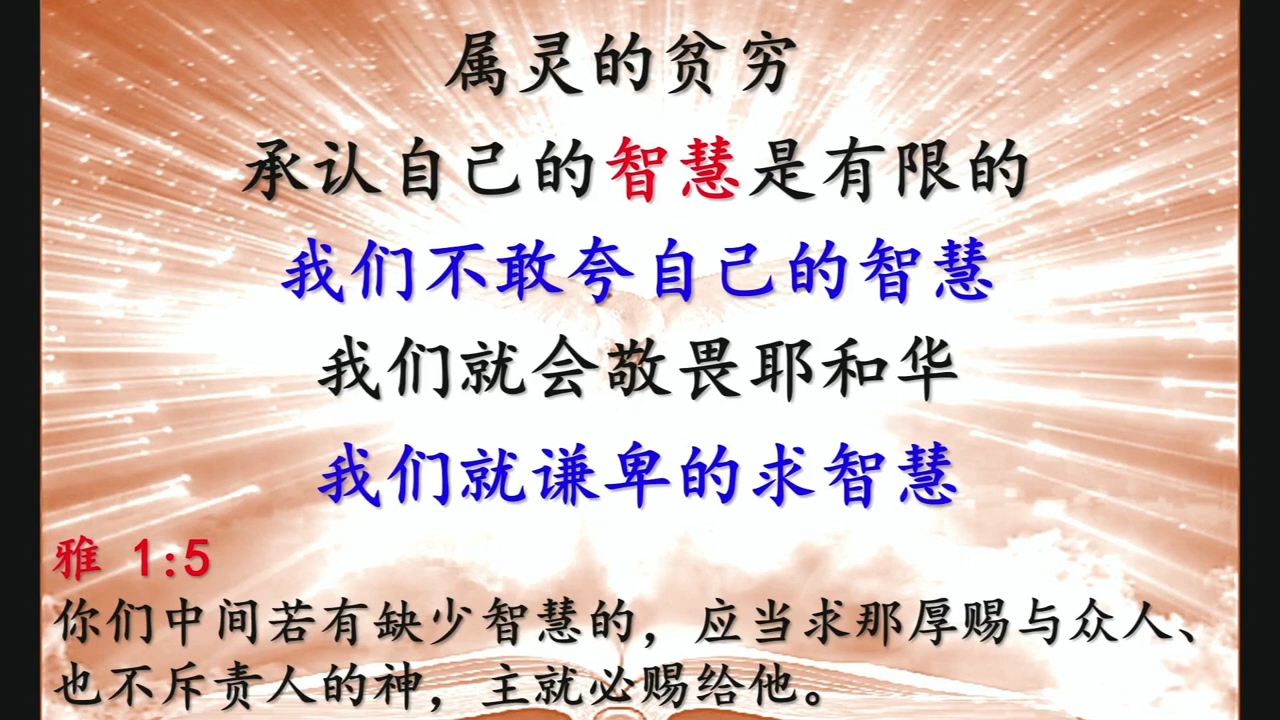 属灵的贫穷
承认自己的智慧是有限的
我们不敢夸自己的智慧
我们就会敬畏耶和华
我们就谦卑的求智慧
雅 1:5
你们中间若有缺少智慧的，应当求那厚赐与众人、
也不斥责人的神，主就必赐给他。